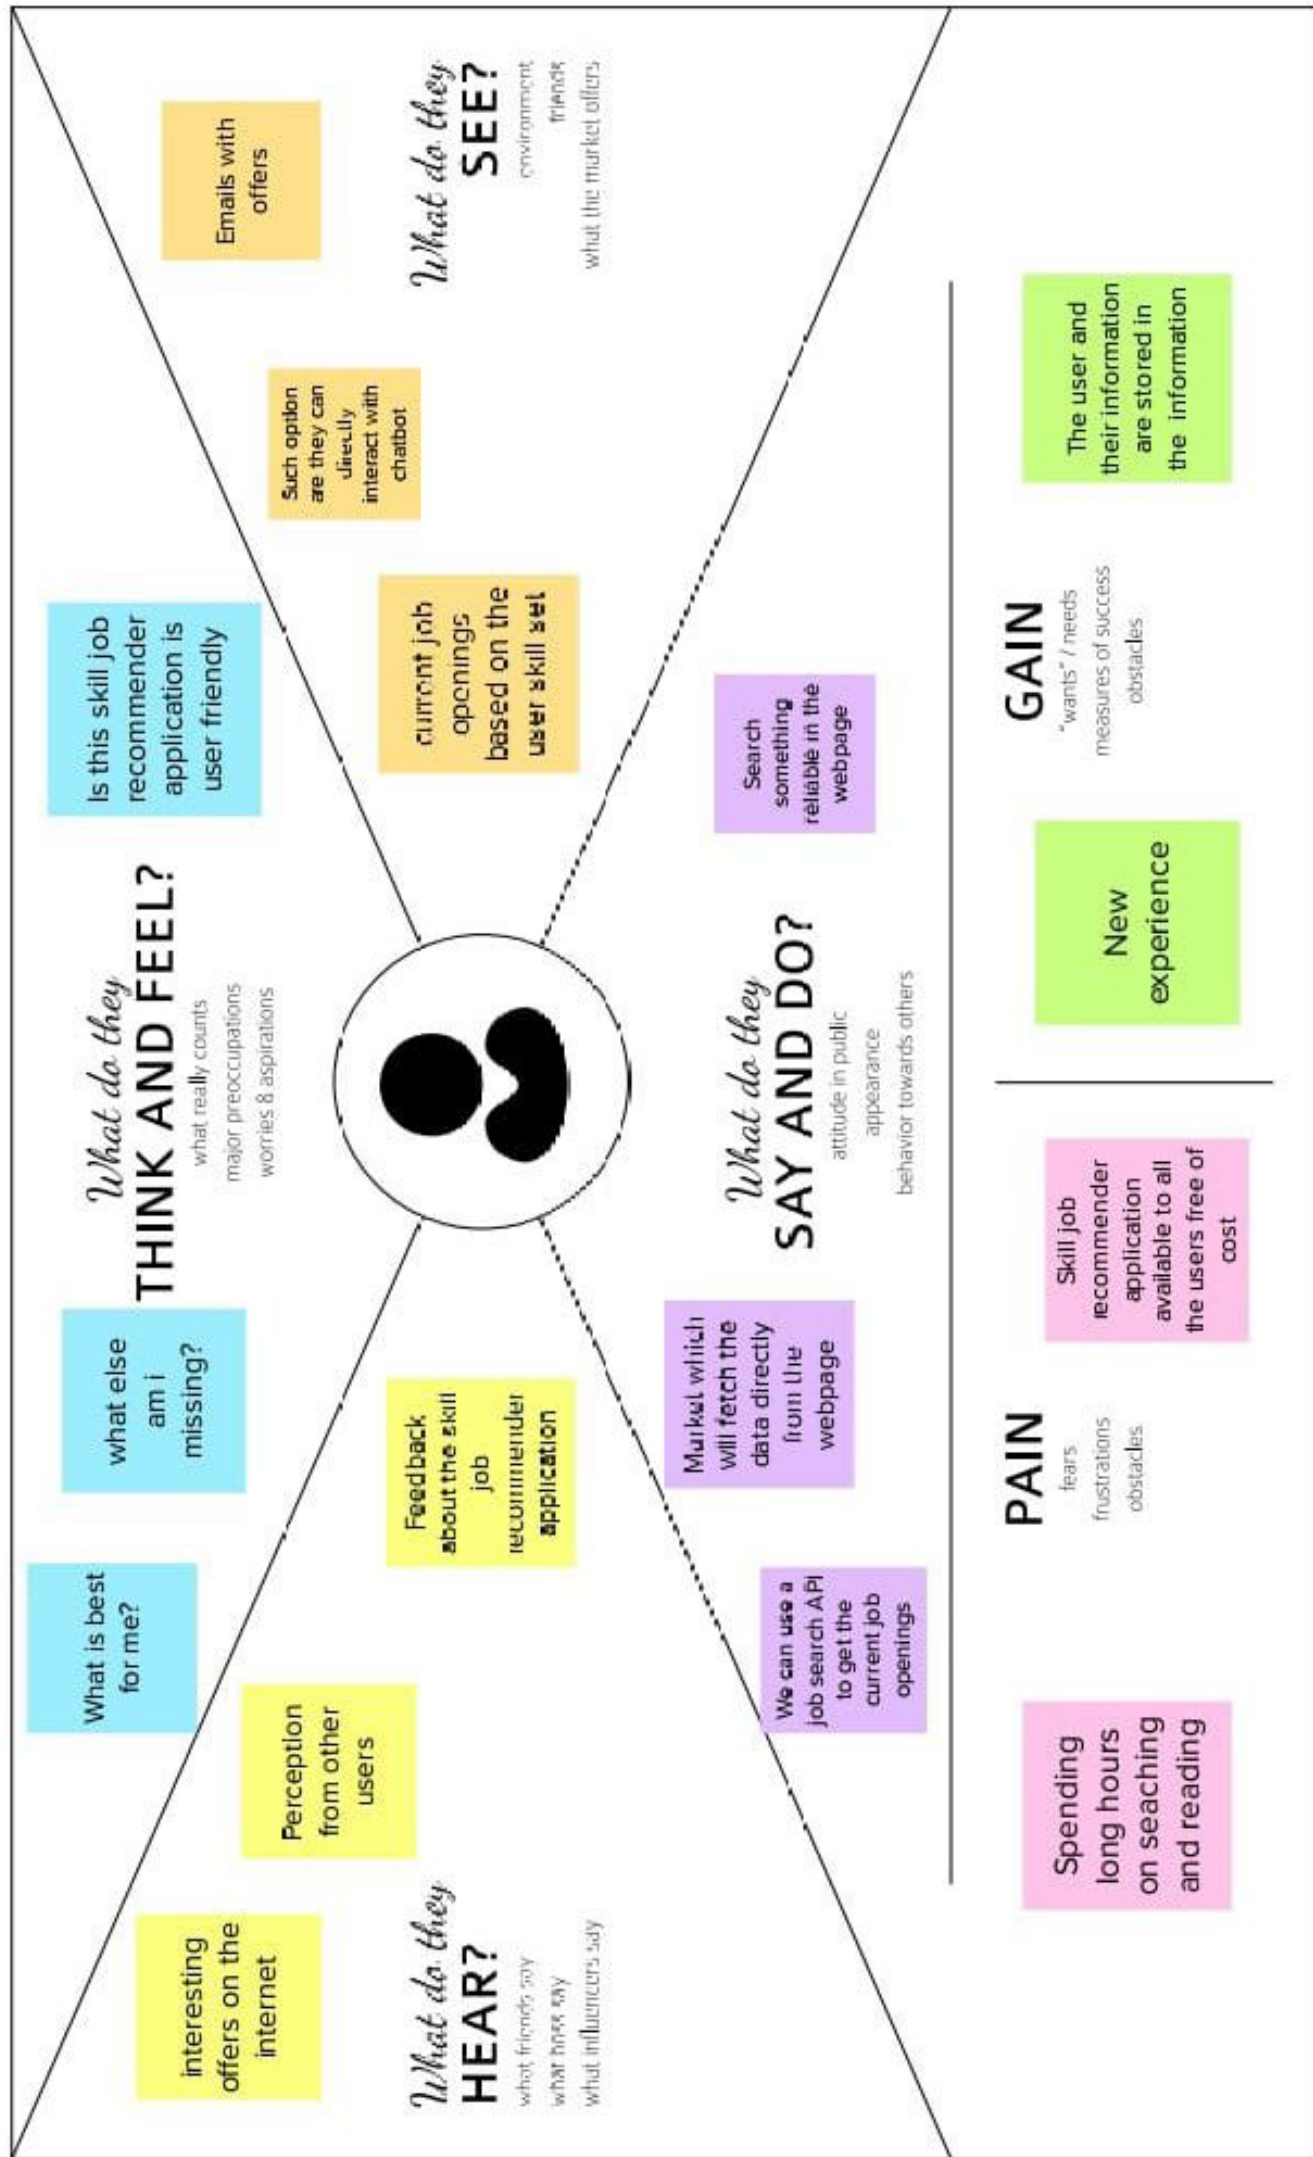 What do they
THINK AND FEEL?
what really counts
major preoccupations
worries & aspirations
What is best
for me?
what else
am i
missing?
Is this skill job
recommender
application is
user friendly
What do they
HEAR?
what friends say
what boss say
what influencers say
interesting
offers on the
internet
Perception
from other
users
Feedback
about the skill
job
recommender
application
What do they
SEE?
environment
friends
what the market offers
current job
openings
based on the
user skill set
Such option
are they can
directly
interact with
chatbot
Emails with
offers
What do they
SAY AND DO?
attitude in public
appearance
behavior towards others
We can use a
job search API
to get the
current job
openings
Market which
will fetch the
data directly
from the
webpage
Search
something
reliable in the
webpage
PAIN
fears
frustrations
obstacles
Spending
long hours
on seaching
and reading
Skill job
recommender
application
available to all
the users free of
cost
GAIN
"wants" / needs
measures of success
obstacles
New
experience
The user and
their information
are stored in
the information